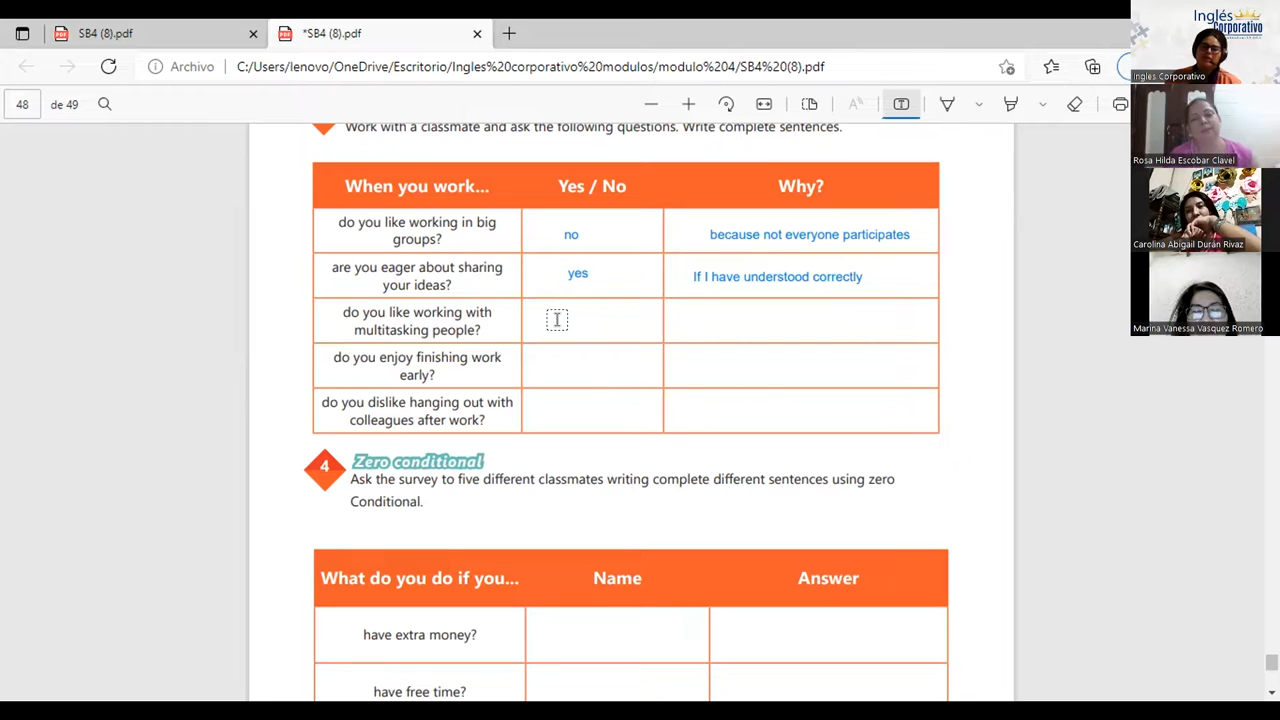 SB4 (8).pdf
*SB4 (8).pdf
Archivo
C:/Users/lenovo/OneDrive/Escritorio/Ingles%20corporativo%20modulos/modulo%204/SB4%20(8).pdf
48
de 49
Work with a classmate and ask the following questions. Write complete sentences.
When you work...
Yes / No
Why?
do you like working in big
groups?
no
because not everyone participates
are you eager about sharing
your ideas?
yes
If I have understood correctly
do you like working with
multitasking people?
do you enjoy finishing work
early?
do you dislike hanging out with
colleagues after work?
4
Zero conditional
Ask the survey to five different classmates writing complete different sentences using zero
Conditional.
What do you do if you...
Name
Answer
have extra money?
have free time?
Inglés
Corporativo
Ingles Corporativo
Rosa Hilda Escobar Clavel
Carolina Abigail Durán Rivaz
Marina Vanessa Vasquez Romero